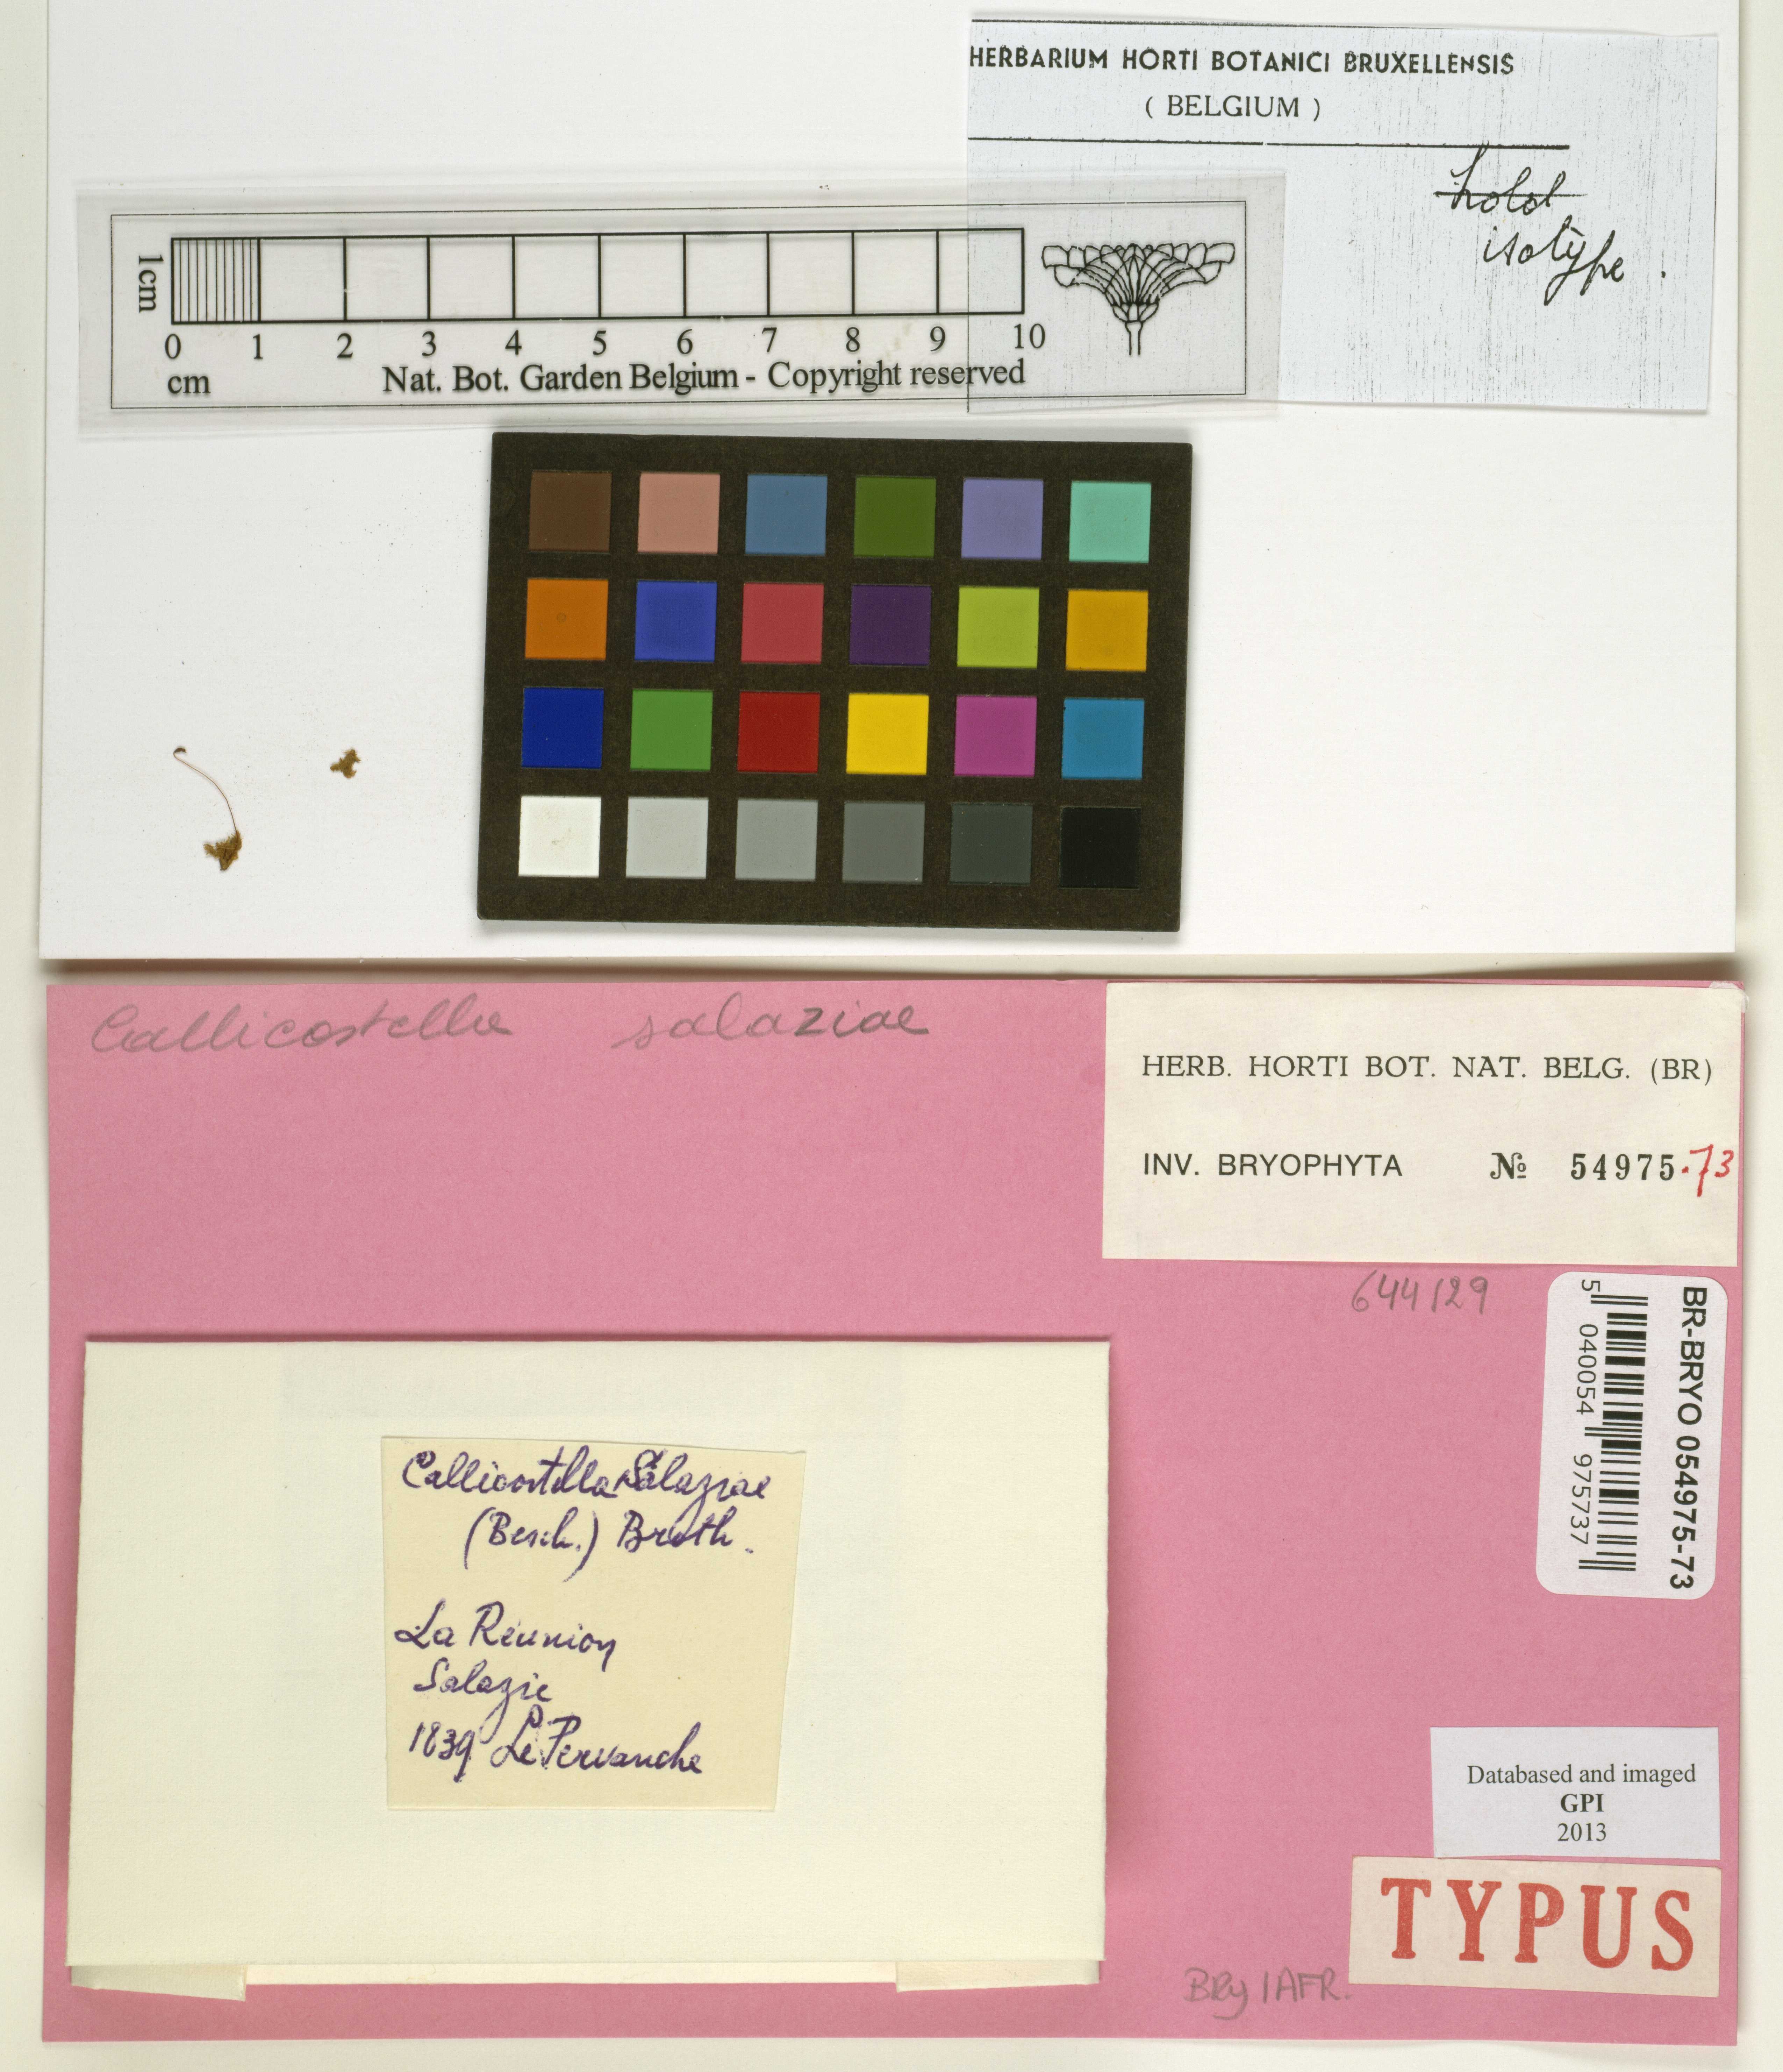 HERBARIUM HORTI BOTANICI BRUXELLENSIS
( BELGIUM )
holot
isotype.
1cm
0 1 2 3 4 5 6 7 8 9 10
cm Nat. Bot. Garden Belgium - Copyright reserved
Callicostella salaziae
HERB. HORTI BOT. NAT. BELG. (BR)
INV. BRYOPHYTA № 54975.73
644129
BR-BRYO 054975-73
5 040054 975737
Callicostella Salaziae
(Besch.) Broth.
La Réunion
Salazie
1839 Le Pervanche
Databased and imaged
GPI
2013
TYPUS
BRY IAFR.